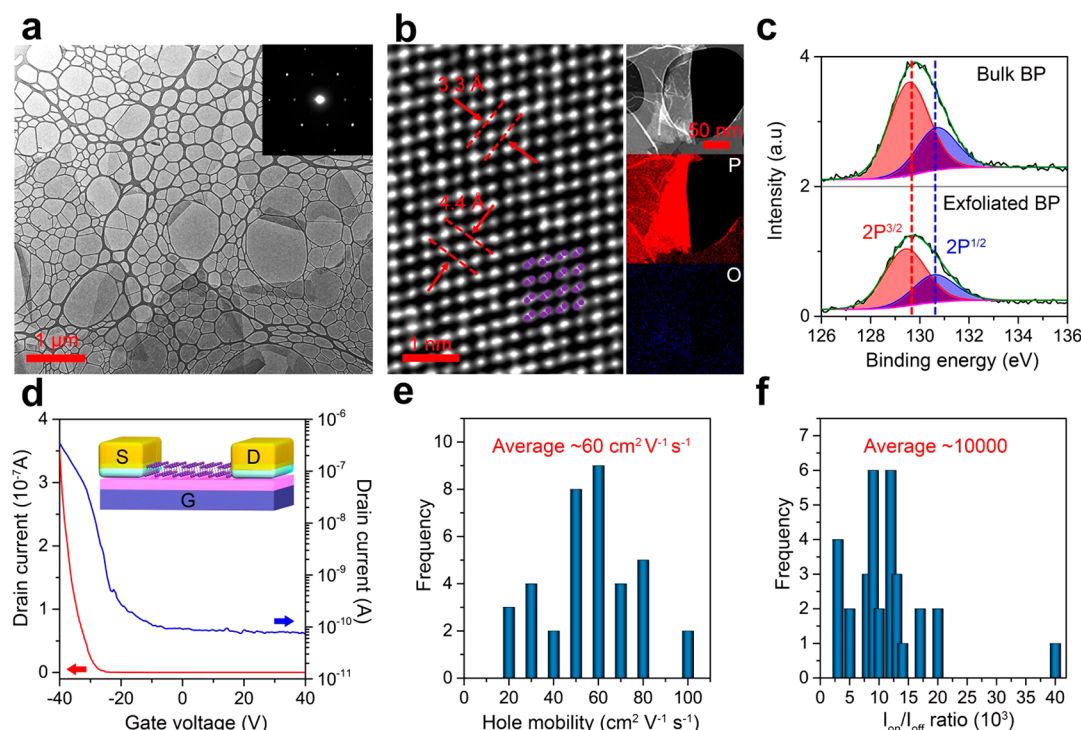 a
1 μm
b
3.3 Å
4.4 Å
1 nm
50 nm
P
O
c
Intensity (a.u)
4
2
0
2
0
Bulk BP
Exfoliated BP
2P3/2
2P1/2
126 128 130 132 134 136
Binding energy (eV)
d
Drain current (10-7A)
4
3
2
1
0
S
D
G
10-6
10-7
10-8
10-9
10-10
10-11
Drain current (A)
-40 -20 0 20 40
Gate voltage (V)
e
Frequency
10
8
6
4
2
0
Average ~60 cm2 V-1 s-1
20 40 60 80 100
Hole mobility (cm2 V-1 s-1)
f
Frequency
8
6
4
2
0
Average ~10000
0 5 10 15 20 25 30 35 40
Ion/Ioff ratio (103)